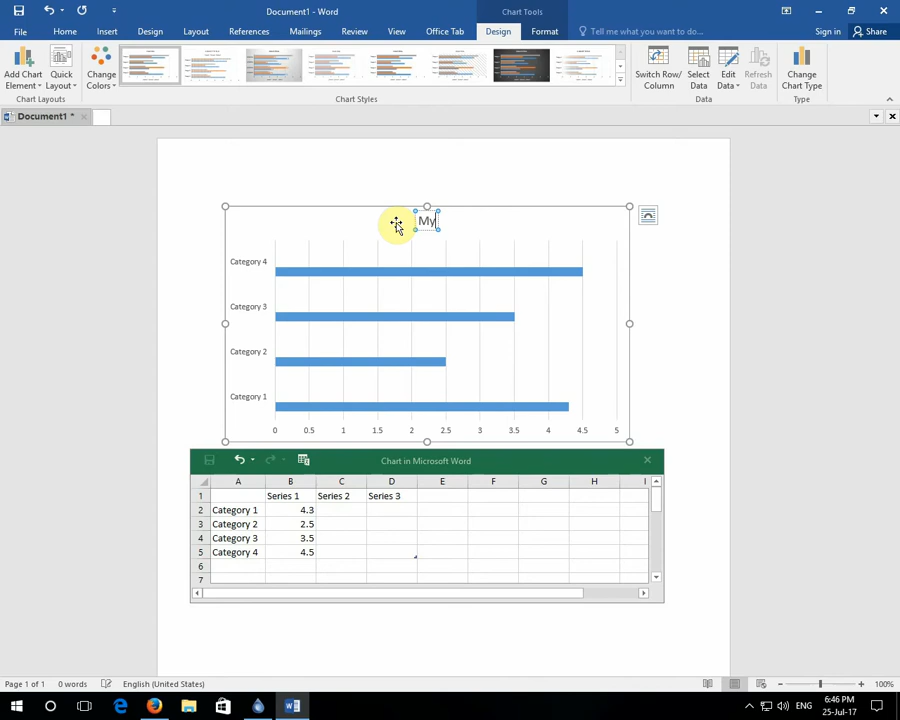 Document1 - Word
Chart Tools
File
Home
Insert
Design
Layout
References
Mailings
Review
View
Office Tab
Design
Format
Tell me what you want to do...
Sign in
Share
Add Chart
Element
Quick
Layout
Change
Colors
Switch Row/
Column
Select
Data
Edit
Data
Refresh
Data
Change
Chart Type
Chart Layouts
Chart Styles
Data
Type
Document1 *
My
Category 4
Category 3
Category 2
Category 1
0 0.5 1 1.5 2 2.5 3 3.5 4 4.5 5
Chart in Microsoft Word
A B C D E F G H I
1 Series 1 Series 2 Series 3
2 Category 1 4.3
3 Category 2 2.5
4 Category 3 3.5
5 Category 4 4.5
6
7
Page 1 of 1 0 words English (United States) 100%
ENG
6:46 PM
25-Jul-17